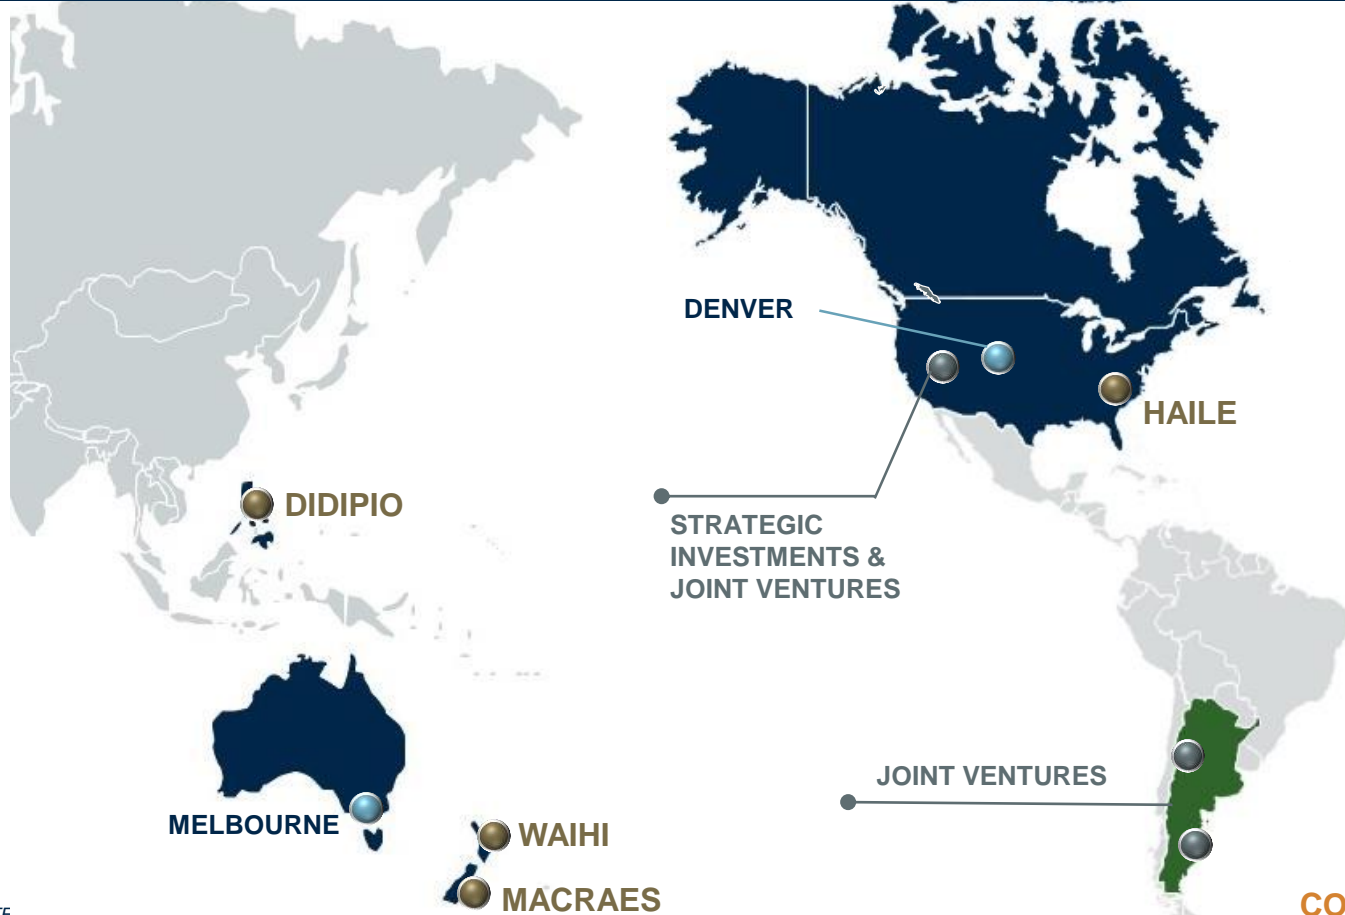 DENVER
HAILE
DIDIPIO
STRATEGIC
INVESTMENTS &
JOINT VENTURES
JOINT VENTURES
MELBOURNE
WAIHI
MACRAES